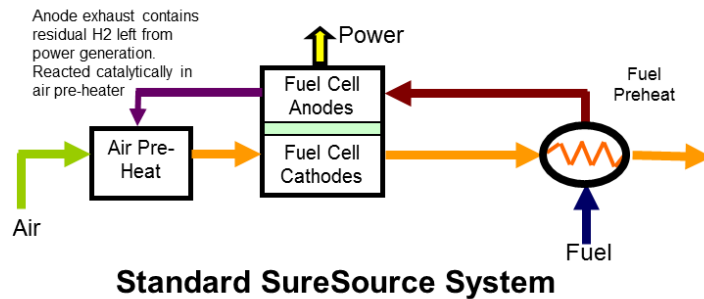 Anode exhaust contains
residual H2 left from
power generation.
Reacted catalytically in
air pre-heater
Power
Fuel Cell
Anodes
Fuel
Preheat
Air Pre-
Heat
Fuel Cell
Cathodes
Air
Fuel
Standard SureSource System